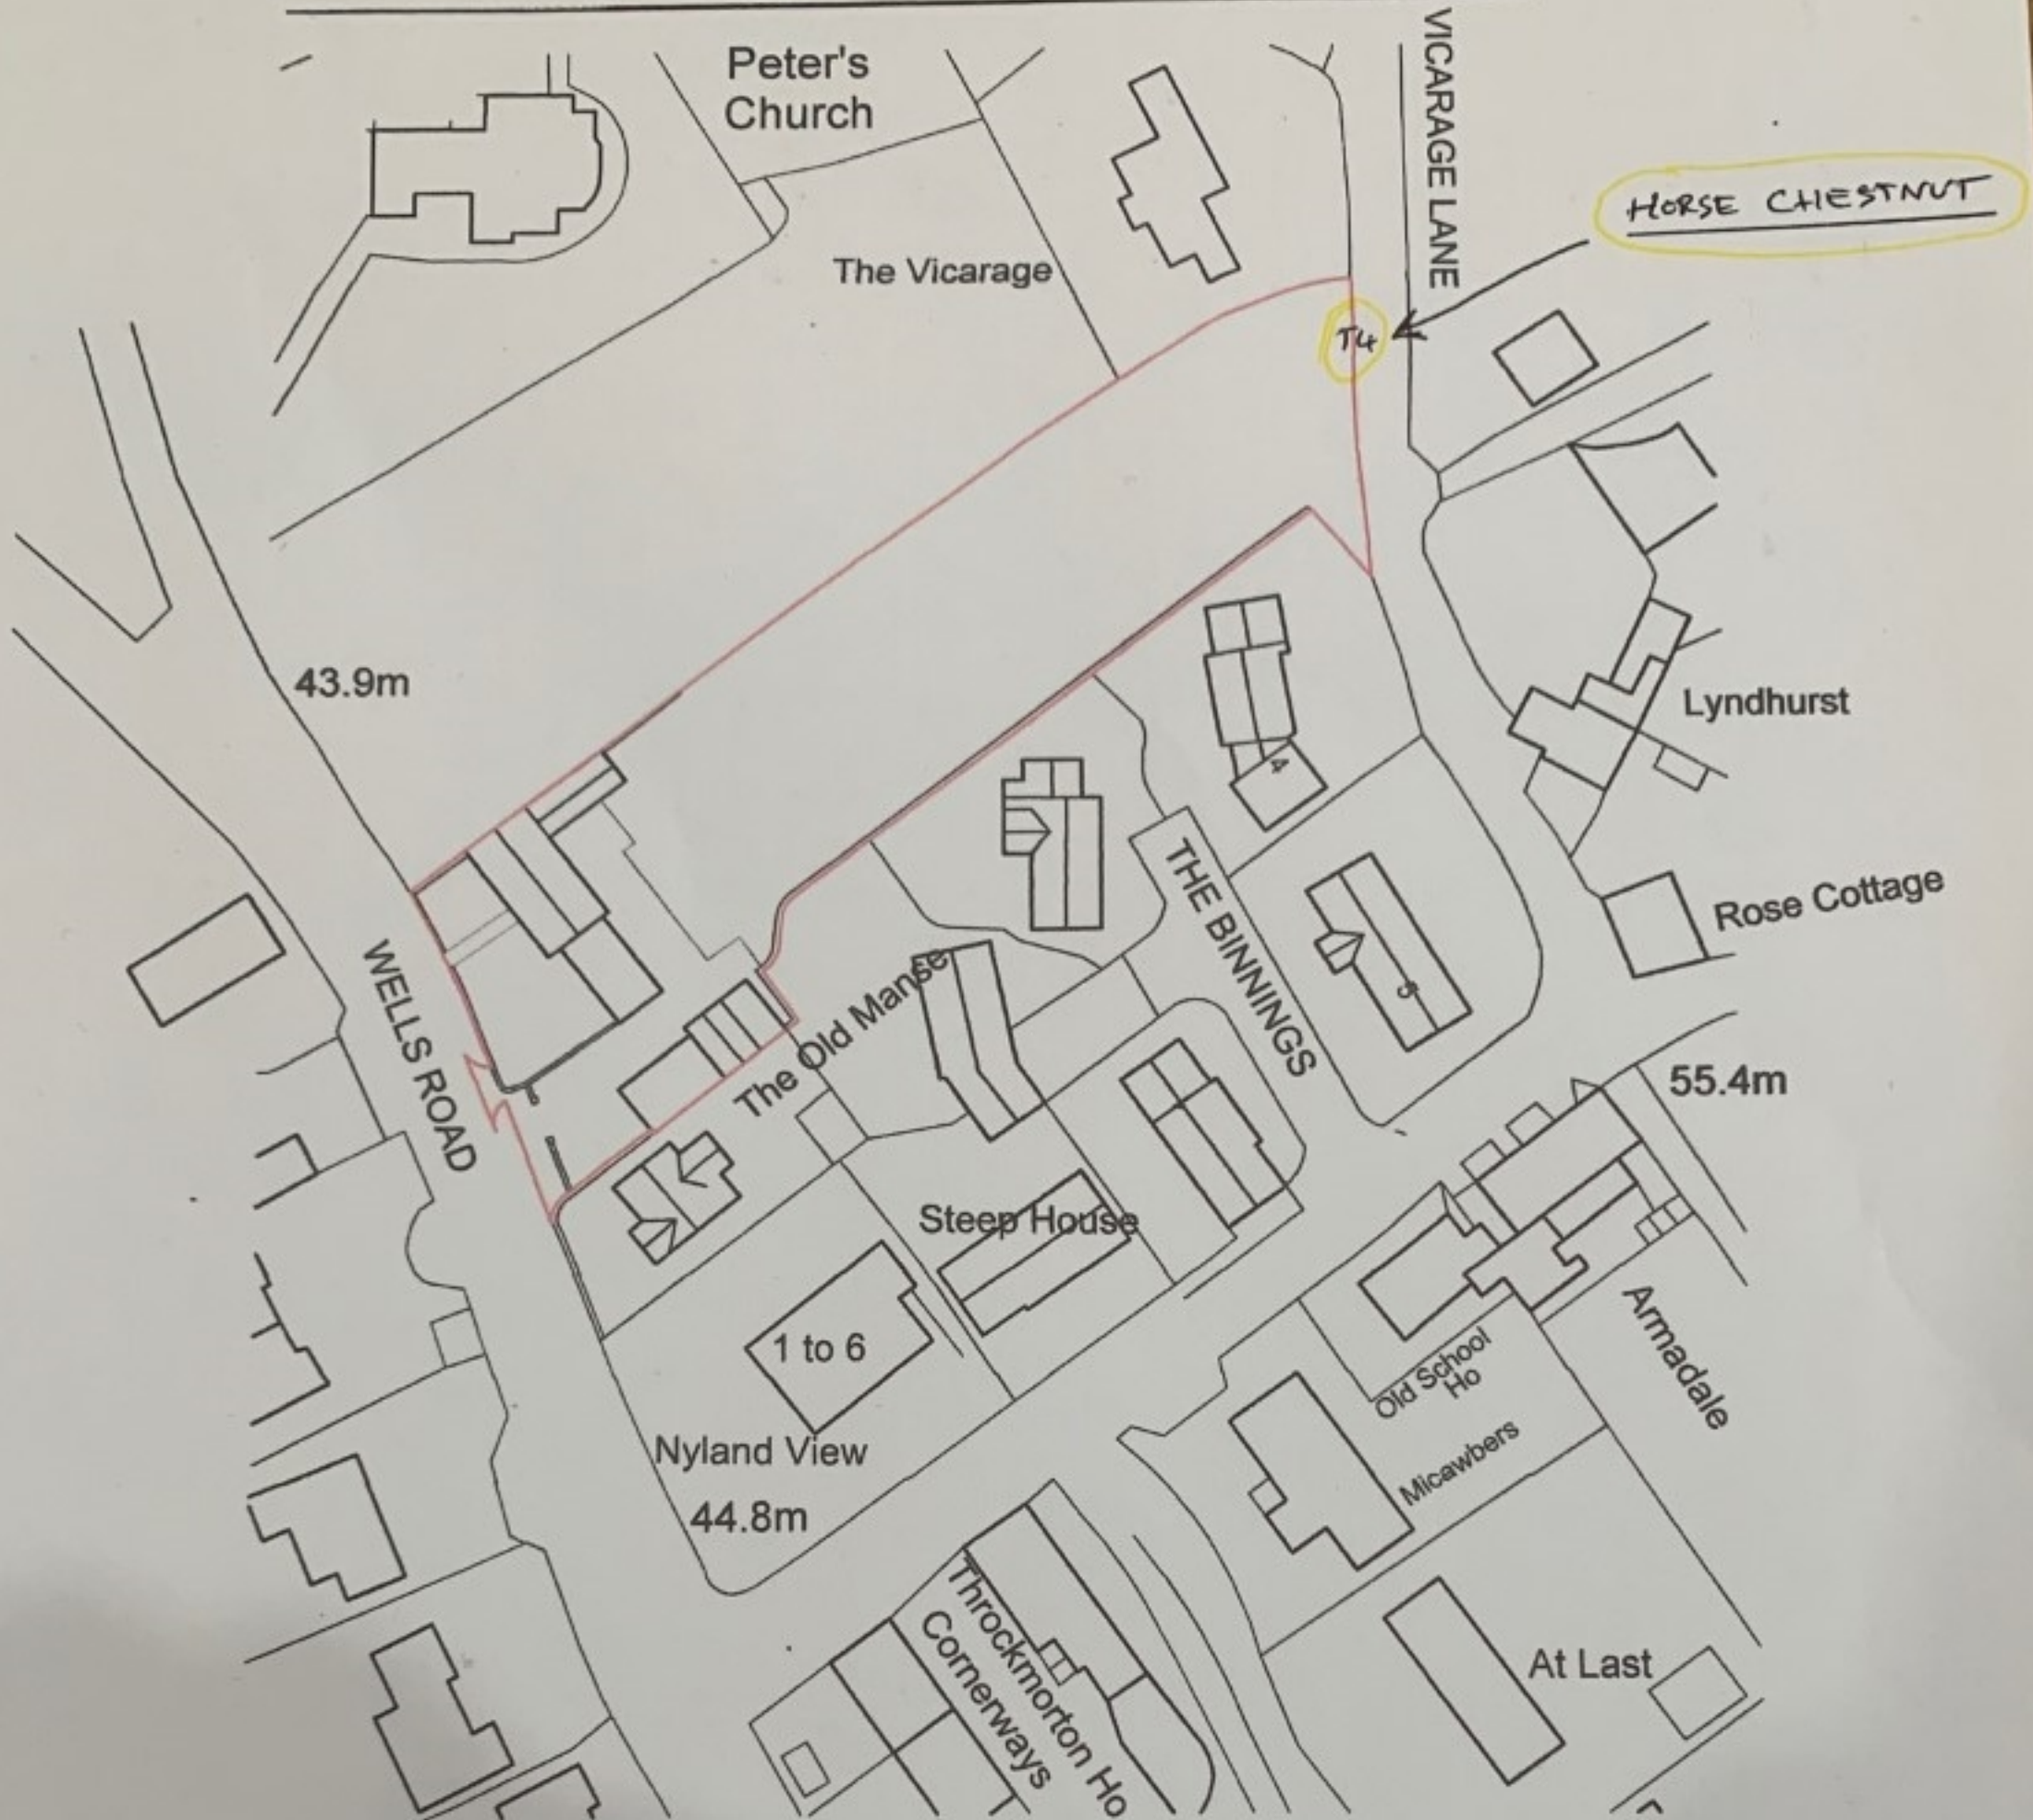 Peter's
Church
VICARAGE LANE
HORSE CHESTNUT
The Vicarage
T4
43.9m
Lyndhurst
4
THE BINNINGS
Rose Cottage
WELLS ROAD
The Old Manse
5
55.4m
Steep House
1 to 6
Armadale
Old School
Ho
Nyland View
Micawbers
44.8m
Throckmorton Ho
Cornerways
At Last